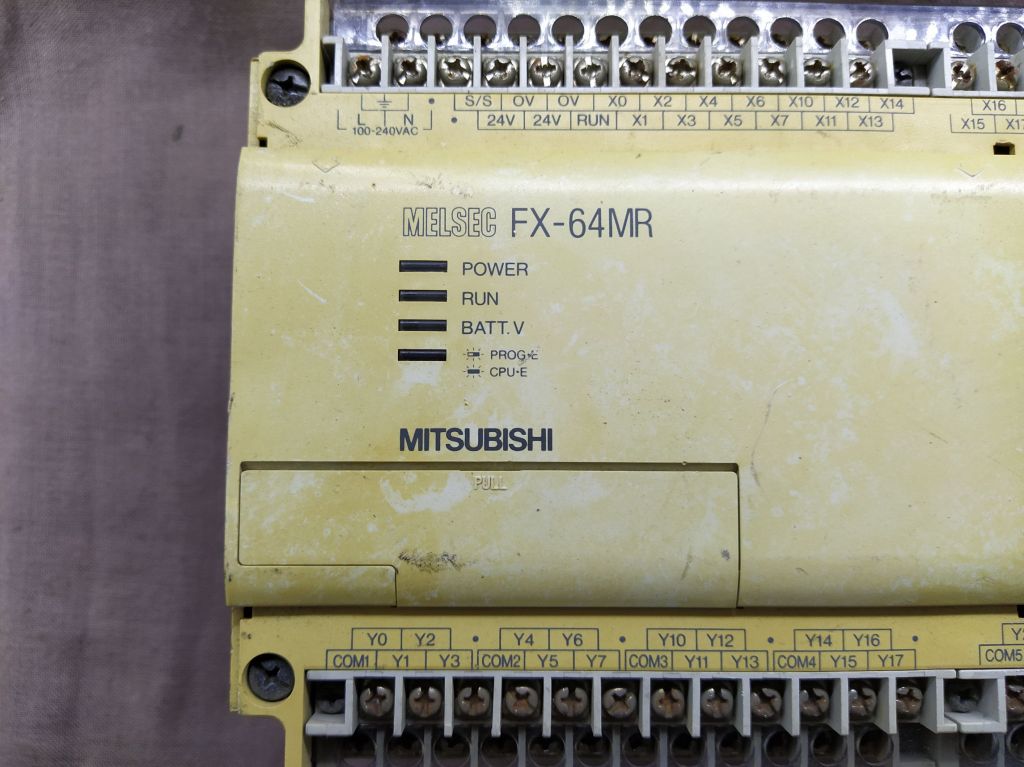 S/S 0V 0V X0 X2 X4 X6 X10 X12 X14 X16
L N 24V 24V RUN X1 X3 X5 X7 X11 X13 X15
100-240VAC
MELSEC FX-64MR
POWER
RUN
BATT.V
PROG•E
CPU•E
MITSUBISHI
PULL
Y0 Y2 Y4 Y6 Y10 Y12 Y14 Y16
COM1 Y1 Y3 COM2 Y5 Y7 COM3 Y11 Y13 COM4 Y15 Y17 COM5